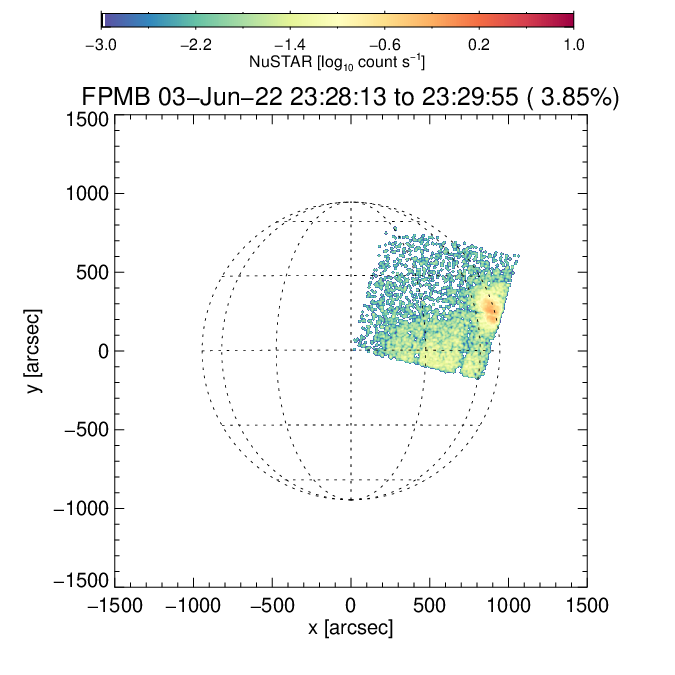 −3.0 −2.2 −1.4 −0.6 0.2 1.0
NuSTAR [log₁₀ count s⁻¹]
FPMB 03−Jun−22 23:28:13 to 23:29:55 ( 3.85%)
1500
1000
500
0
−500
−1000
−1500
y [arcsec]
−1500 −1000 −500 0 500 1000 1500
x [arcsec]